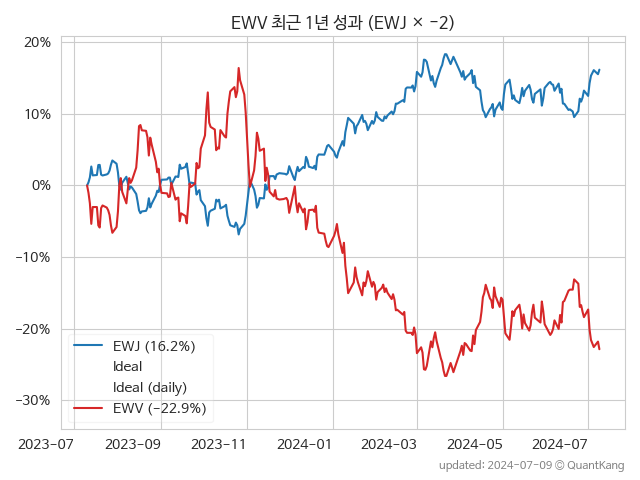 EWV 최근 1년 성과 (EWJ × −2)
20%
10%
0%
−10%
−20%
−30%
EWJ (16.2%)
Ideal
Ideal (daily)
EWV (−22.9%)
2023-07 2023-09 2023-11 2024-01 2024-03 2024-05 2024-07
updated: 2024-07-09 © QuantKang